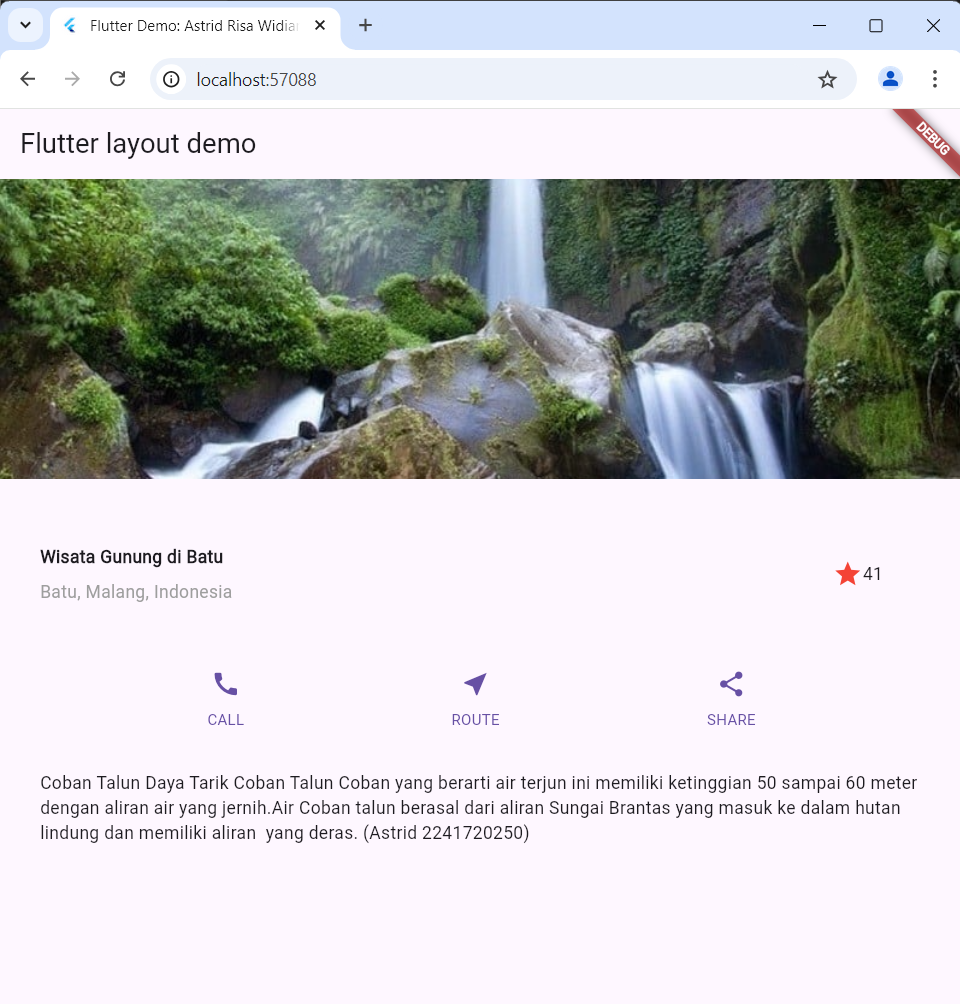 Flutter Demo: Astrid Risa Widia
localhost:57088
Flutter layout demo
DEBUG
Wisata Gunung di Batu
Batu, Malang, Indonesia
41
CALL ROUTE SHARE
Coban Talun Daya Tarik Coban Talun Coban yang berarti air terjun ini memiliki ketinggian 50 sampai 60 meter
dengan aliran air yang jernih.Air Coban talun berasal dari aliran Sungai Brantas yang masuk ke dalam hutan
lindung dan memiliki aliran  yang deras. (Astrid 2241720250)